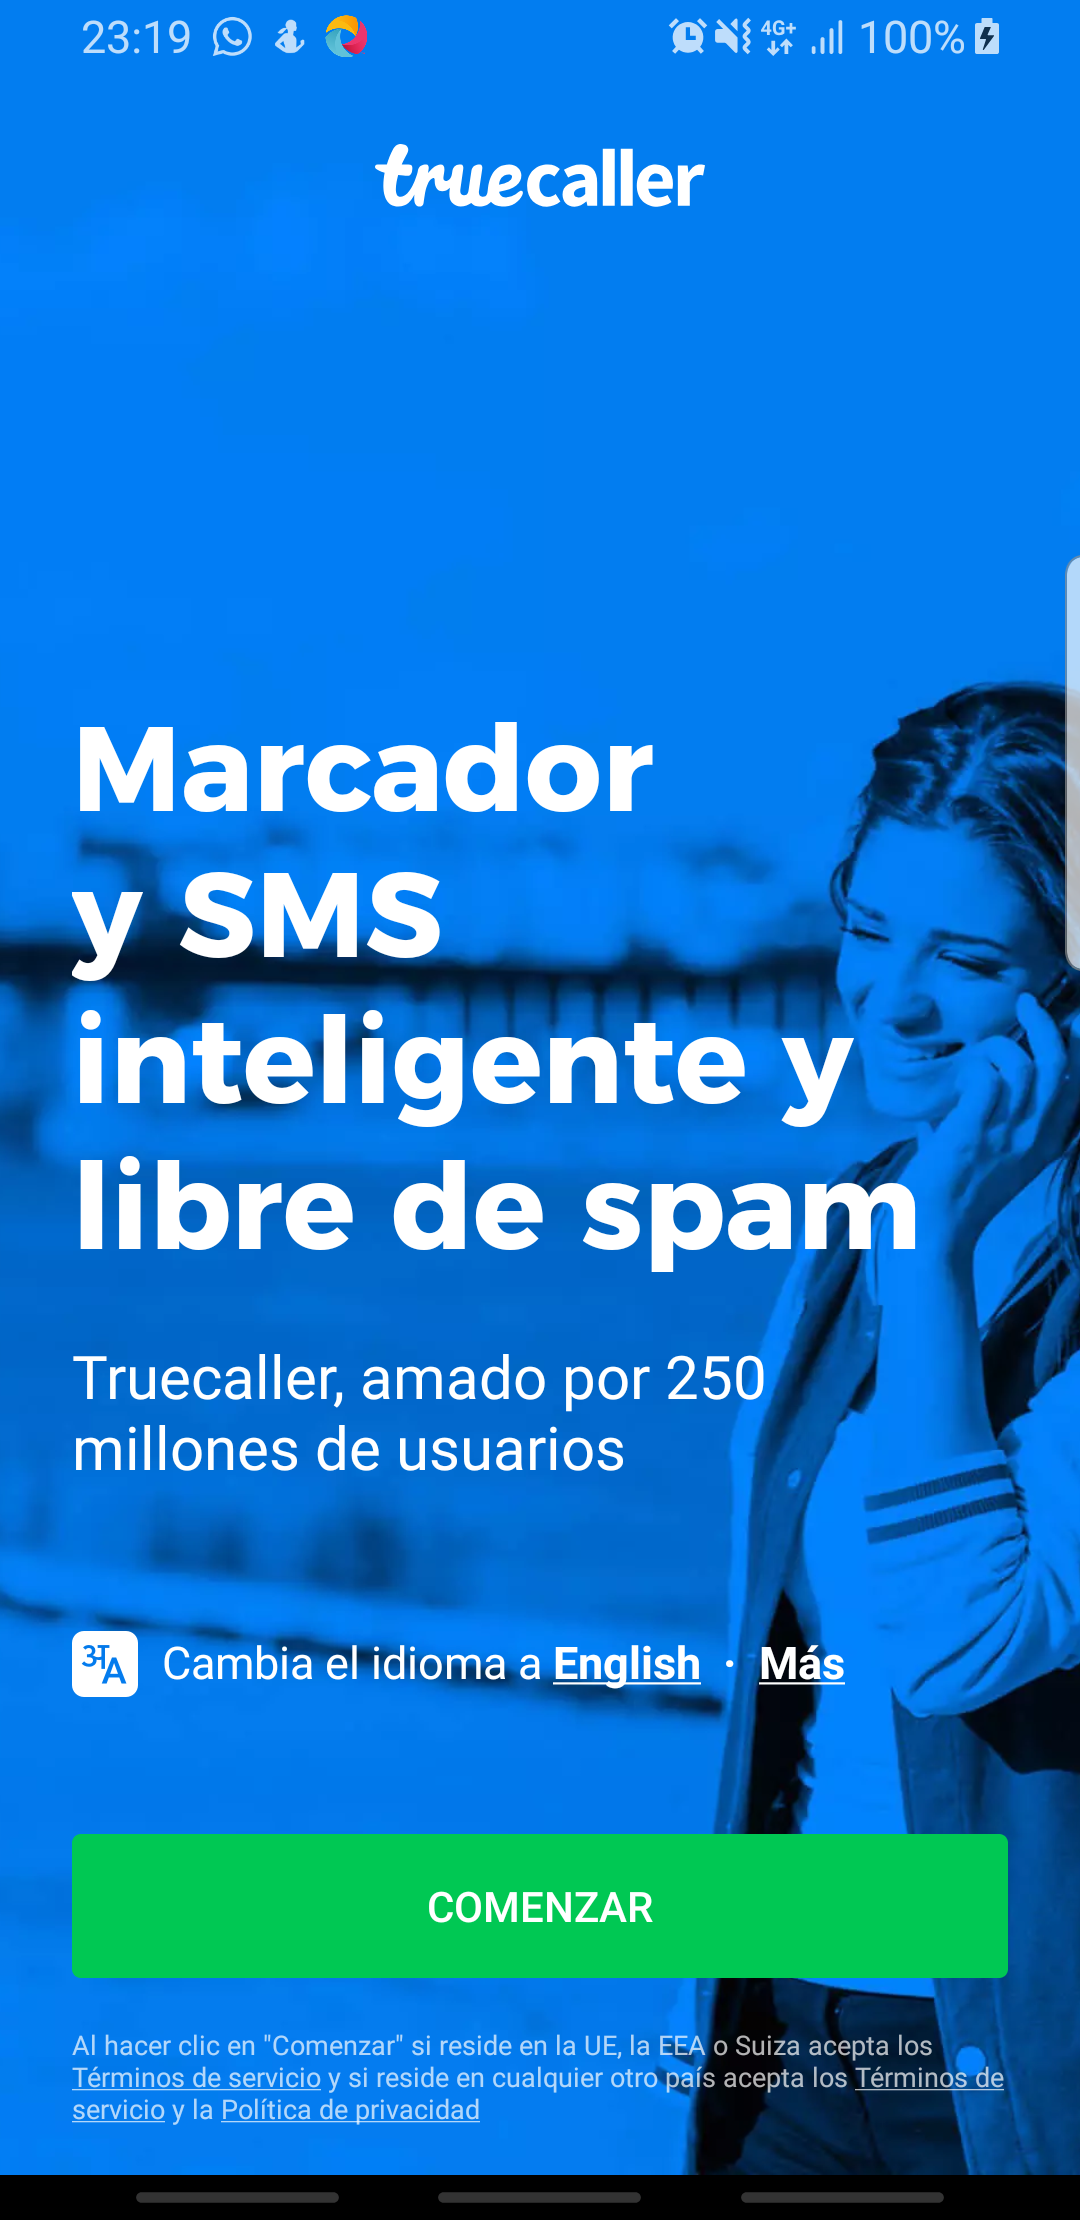 23:19 4G+ 100%
truecaller
Marcador
y SMS
inteligente y
libre de spam
Truecaller, amado por 250
millones de usuarios
अA Cambia el idioma a English · Más
COMENZAR
Al hacer clic en "Comenzar" si reside en la UE, la EEA o Suiza acepta los
Términos de servicio y si reside en cualquier otro país acepta los Términos de
servicio y la Política de privacidad